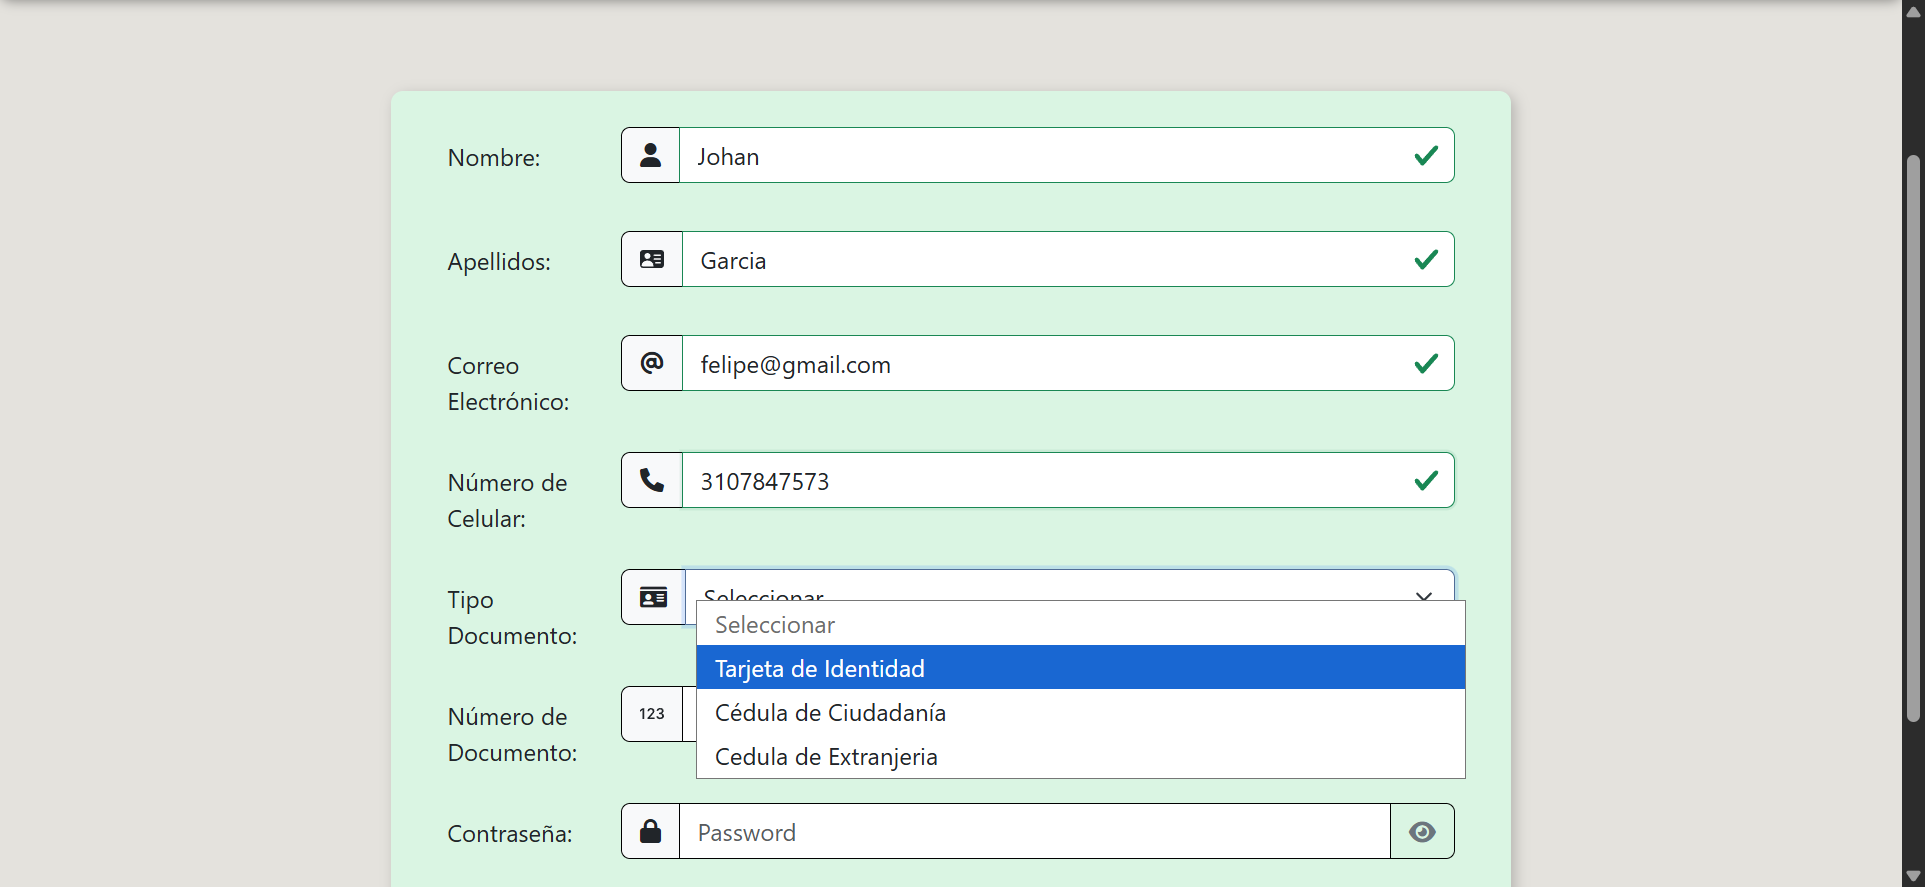 Nombre:
Johan
Apellidos:
Garcia
Correo
Electrónico:
felipe@gmail.com
Número de
Celular:
3107847573
Tipo
Documento:
Seleccionar
Seleccionar
Tarjeta de Identidad
Cédula de Ciudadanía
Cedula de Extranjeria
Número de
Documento:
123
Contraseña:
Password